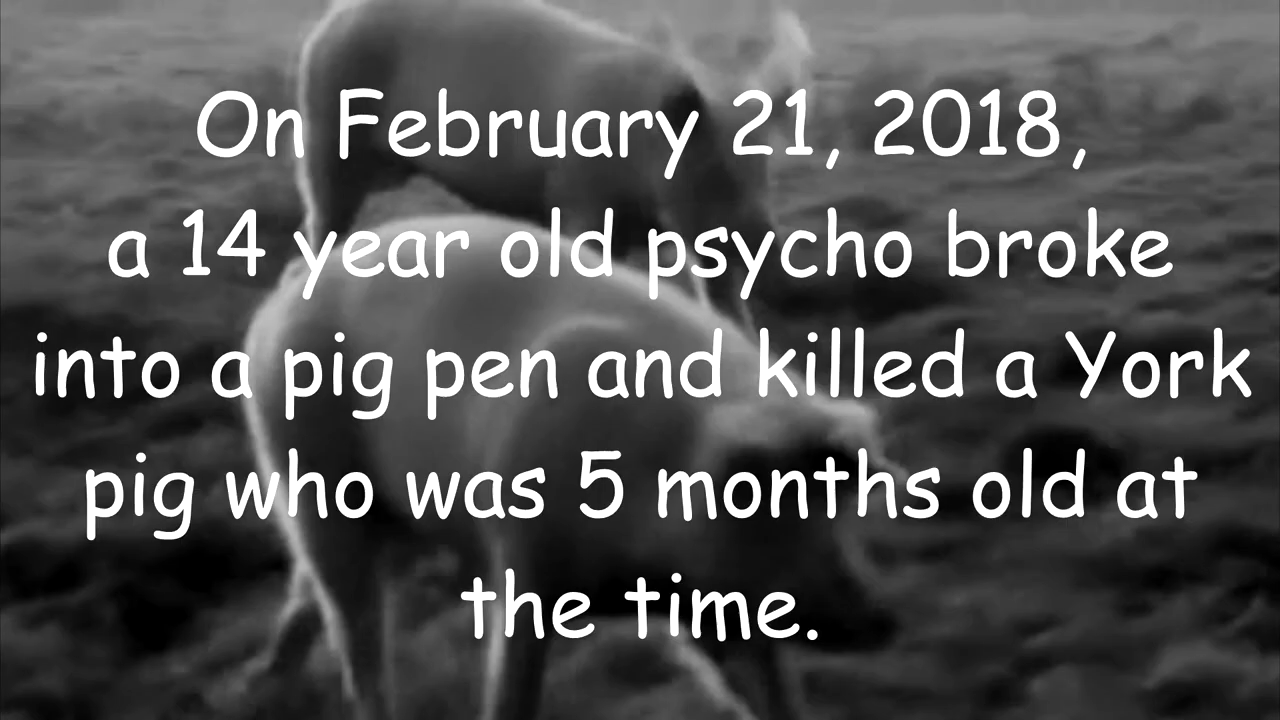 On February 21, 2018,
a 14 year old psycho broke
into a pig pen and killed a York
pig who was 5 months old at
the time.